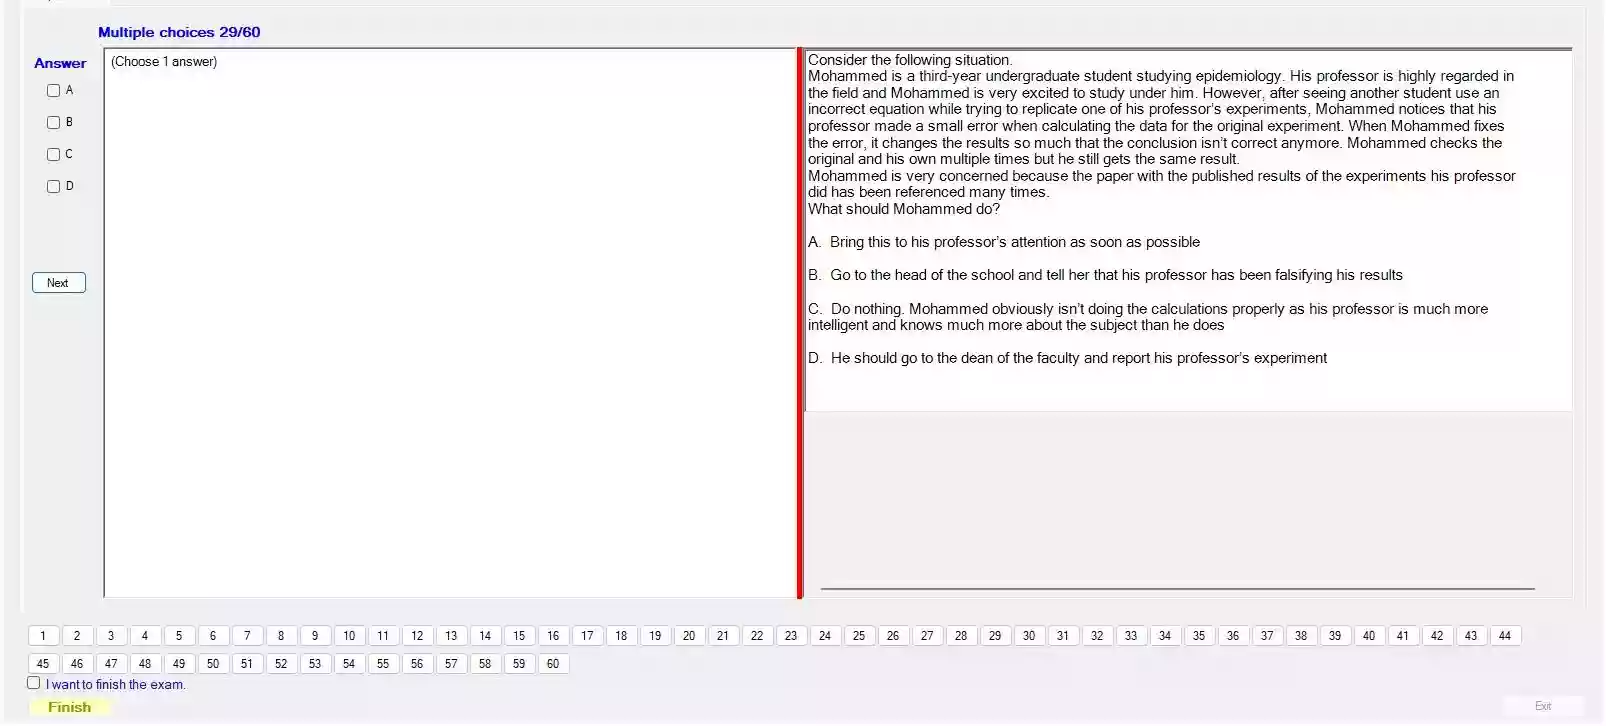 Multiple choices 29/60
Answer
(Choose 1 answer)
A
B
C
D
Next
Consider the following situation.
Mohammed is a third-year undergraduate student studying epidemiology. His professor is highly regarded in
the field and Mohammed is very excited to study under him. However, after seeing another student use an
incorrect equation while trying to replicate one of his professor's experiments, Mohammed notices that his
professor made a small error when calculating the data for the original experiment. When Mohammed fixes
the error, it changes the results so much that the conclusion isn't correct anymore. Mohammed checks the
original and his own multiple times but he still gets the same result.
Mohammed is very concerned because the paper with the published results of the experiments his professor
did has been referenced many times.
What should Mohammed do?
A. Bring this to his professor's attention as soon as possible
B. Go to the head of the school and tell her that his professor has been falsifying his results
C. Do nothing. Mohammed obviously isn't doing the calculations properly as his professor is much more
intelligent and knows much more about the subject than he does
D. He should go to the dean of the faculty and report his professor's experiment
1 2 3 4 5 6 7 8 9 10 11 12 13 14 15 16 17 18 19 20 21 22 23 24 25 26 27 28 29 30 31 32 33 34 35 36 37 38 39 40 41 42 43 44
45 46 47 48 49 50 51 52 53 54 55 56 57 58 59 60
I want to finish the exam.
Finish
Exit